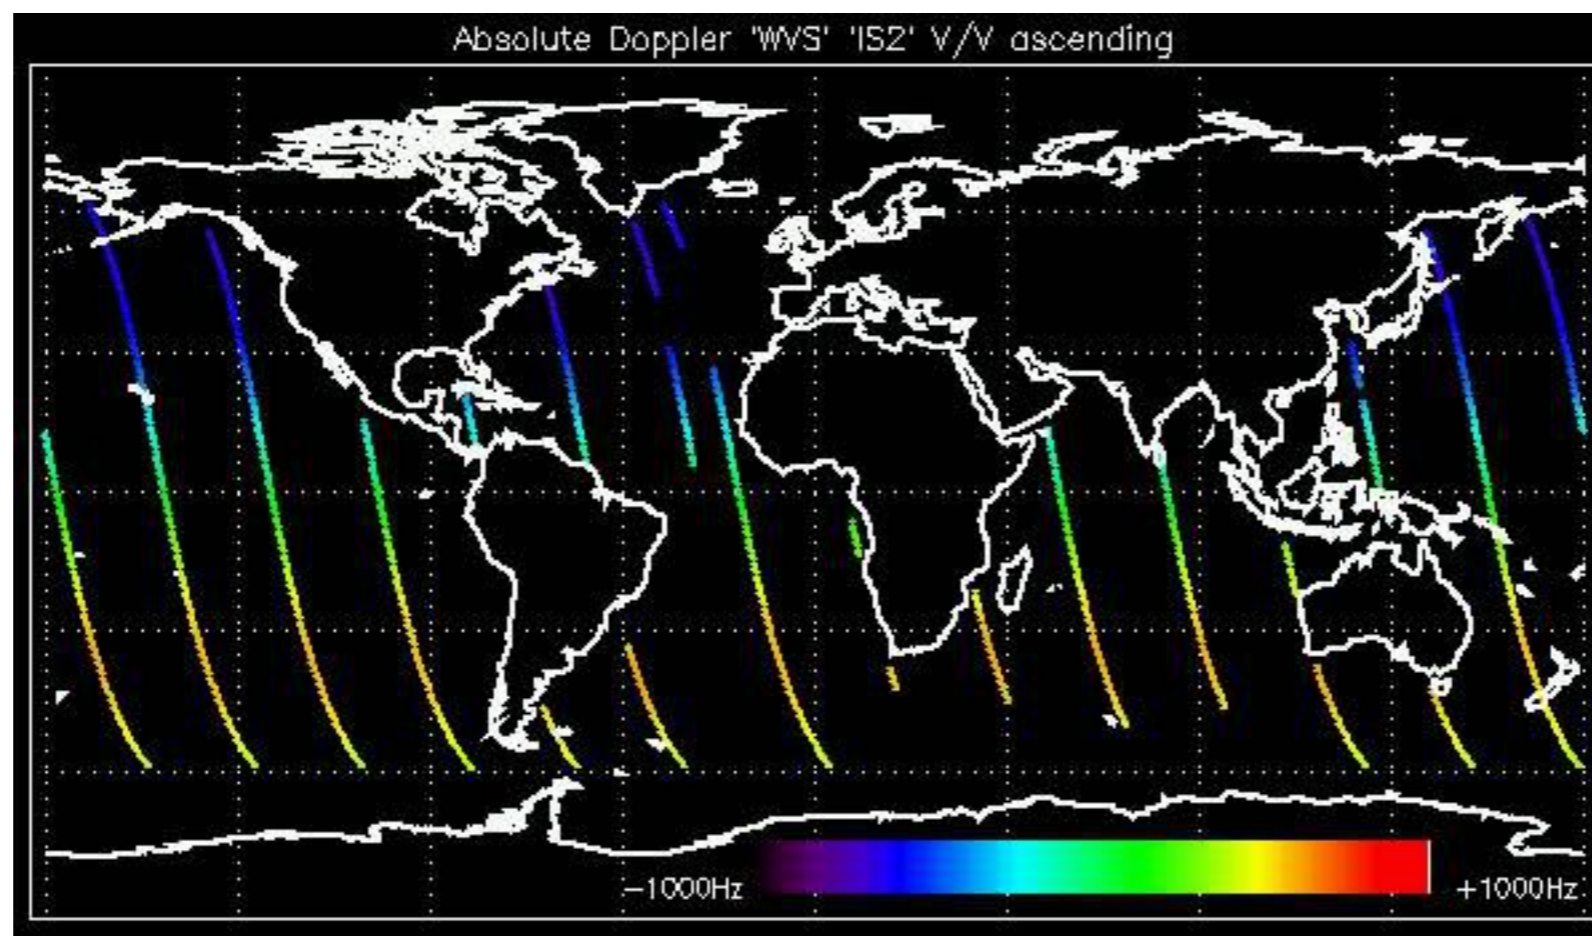 Absolute Doppler 'WVS' 'IS2' V/V ascending
-1000Hz +1000Hz